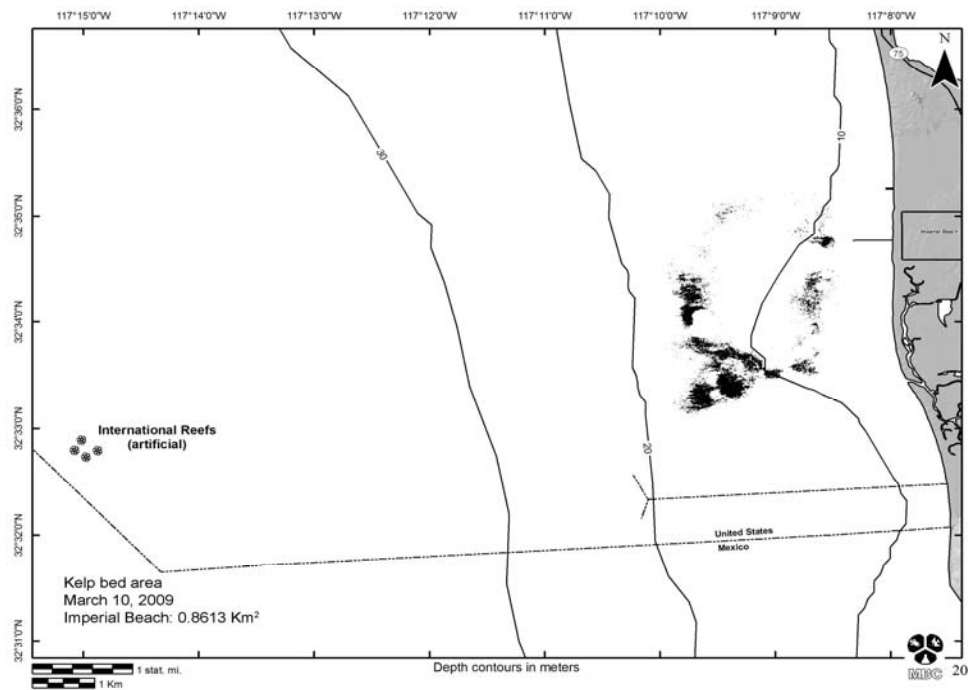 117°15'0"W 117°14'0"W 117°13'0"W 117°12'0"W 117°11'0"W 117°10'0"W 117°9'0"W 117°8'0"W
N
75
32°36'0"N
10
30
32°35'0"N
Imperial Beach
32°34'0"N
32°33'0"N
International Reefs
(artificial)
20
32°32'0"N
United States
Mexico
Kelp bed area
March 10, 2009
Imperial Beach: 0.8613 Km²
32°31'0"N
1 stat. mi.
1 Km
Depth contours in meters
MBC
20